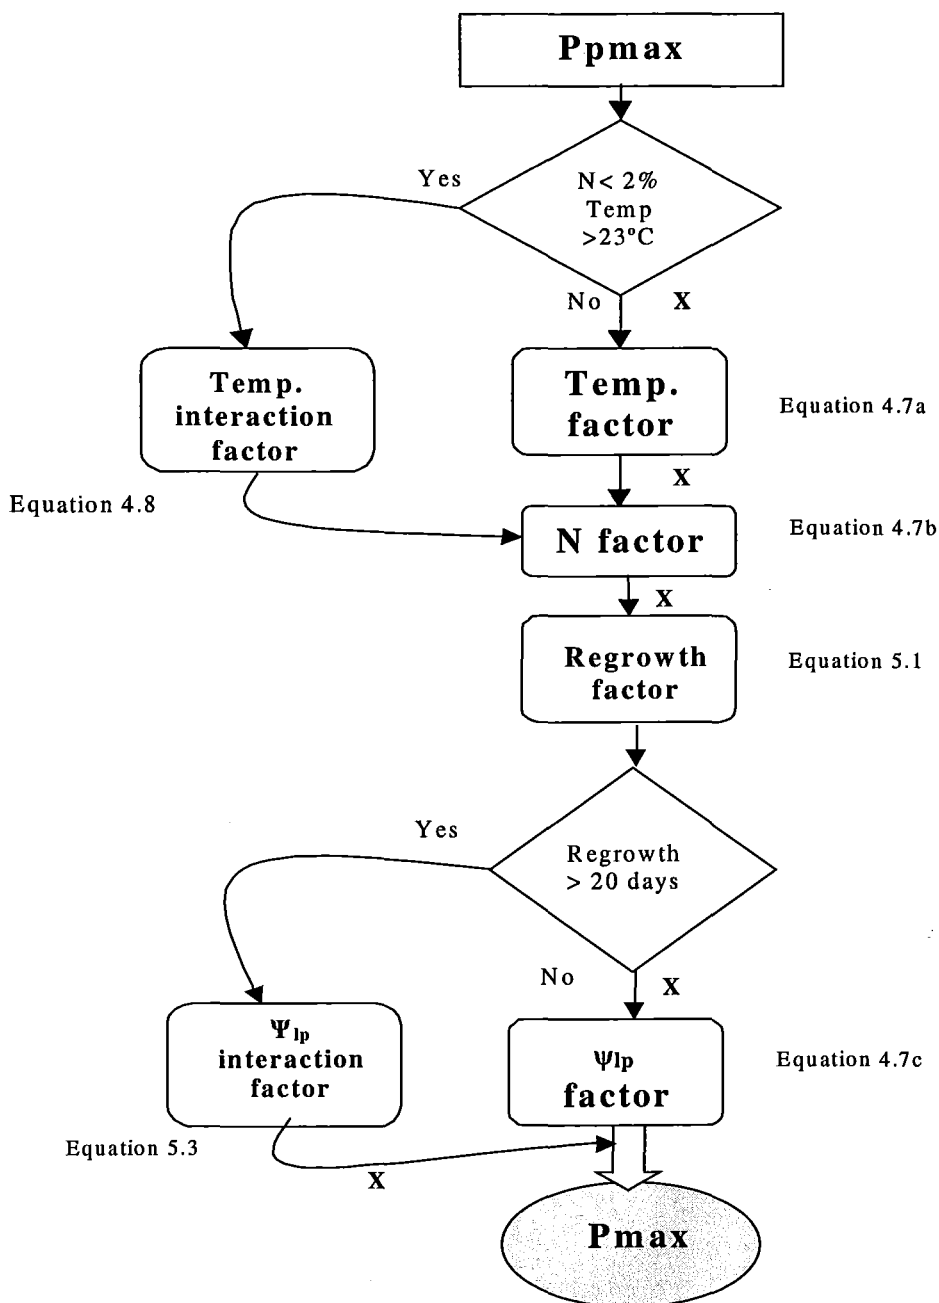 Ppmax
Yes
N< 2%
Temp
>23°C
No X
Temp.
interaction
factor
Temp.
factor
Equation 4.7a
Equation 4.8
X
N factor
Equation 4.7b
X
Regrowth
factor
Equation 5.1
Yes
Regrowth
> 20 days
No X
Ψlp
interaction
factor
ψlp
factor
Equation 4.7c
Equation 5.3
X
Pmax